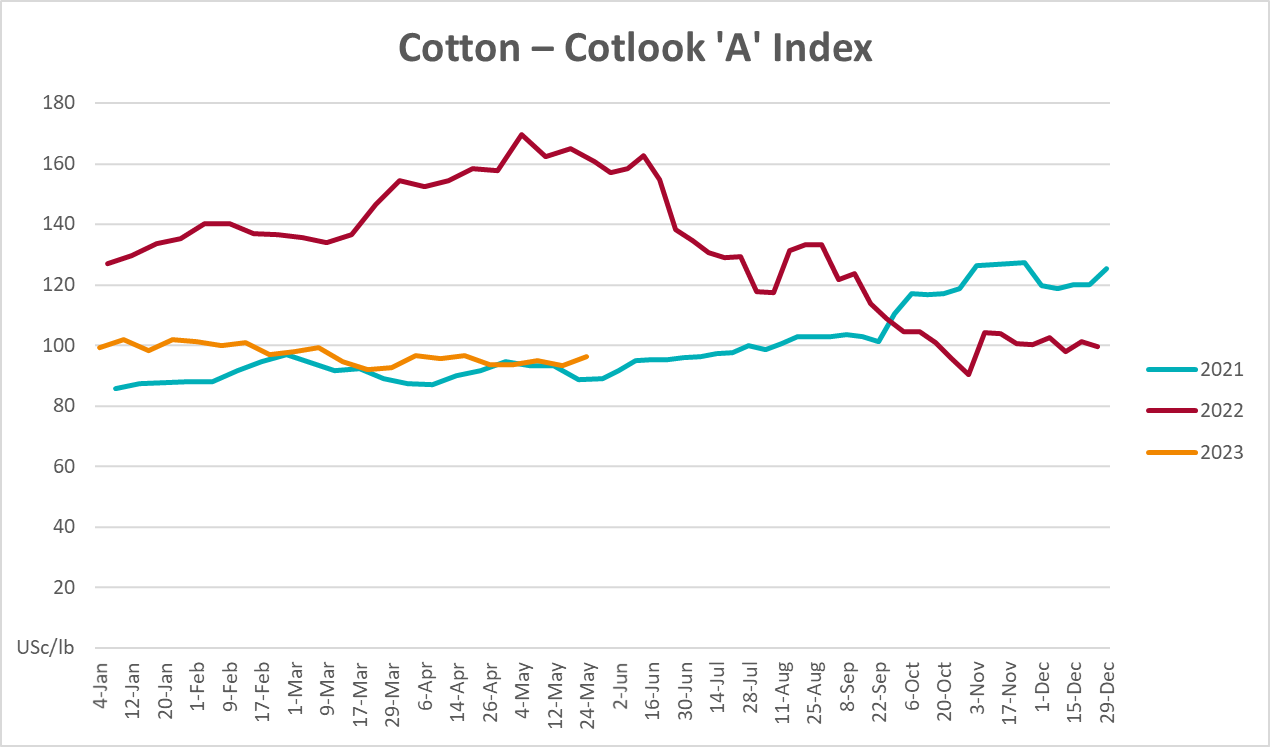 Cotton – Cotlook 'A' Index
180
160
140
120
100
80
60
40
20
USc/lb
4-Jan
12-Jan
20-Jan
1-Feb
9-Feb
17-Feb
1-Mar
9-Mar
17-Mar
29-Mar
6-Apr
14-Apr
26-Apr
4-May
12-May
24-May
2-Jun
16-Jun
30-Jun
14-Jul
28-Jul
11-Aug
25-Aug
8-Sep
22-Sep
6-Oct
20-Oct
3-Nov
17-Nov
1-Dec
15-Dec
29-Dec
2021
2022
2023